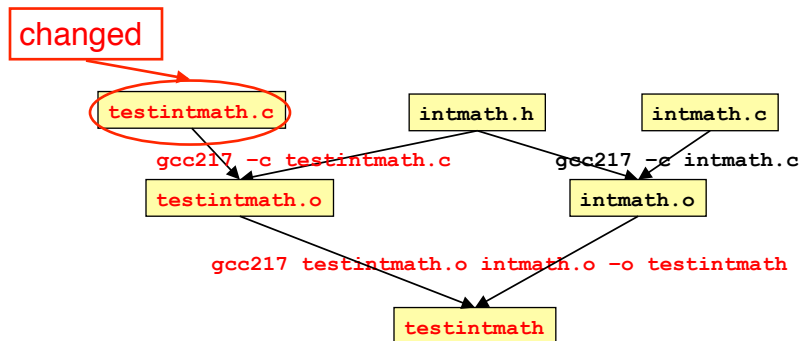 changed
testintmath.c
intmath.h
intmath.c
gcc217 –c testintmath.c
gcc217 –c intmath.c
testintmath.o
intmath.o
gcc217 testintmath.o intmath.o –o testintmath
testintmath